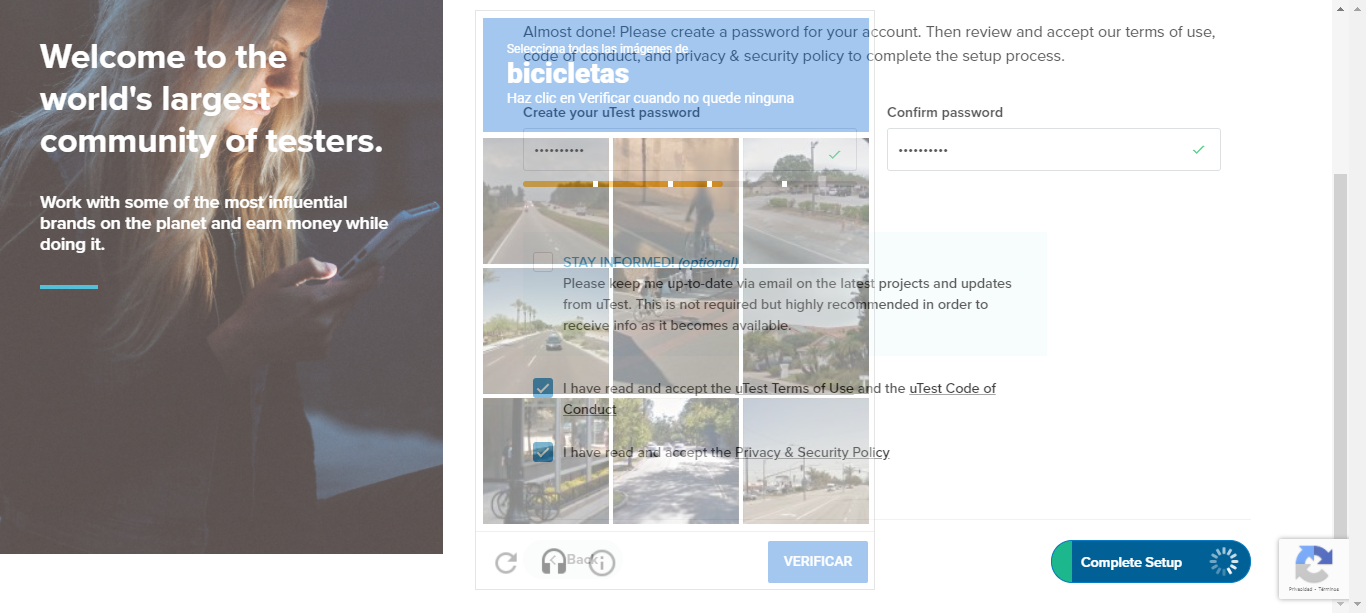 Welcome to the
world's largest
community of testers.
Work with some of the most influential
brands on the planet and earn money while
doing it.
Almost done! Please create a password for your account. Then review and accept our terms of use,
code of conduct, and privacy & security policy to complete the setup process.
Selecciona todas las imágenes de
bicicletas
Haz clic en Verificar cuando no quede ninguna
Create your uTest password
Confirm password
••••••••••
••••••••••
STAY INFORMED! (optional)
Please keep me up-to-date via email on the latest projects and updates
from uTest. This is not required but highly recommended in order to
receive info as it becomes available.
I have read and accept the uTest Terms of Use and the uTest Code of
Conduct
I have read and accept the Privacy & Security Policy
Back
VERIFICAR
Complete Setup
Privacidad - Términos